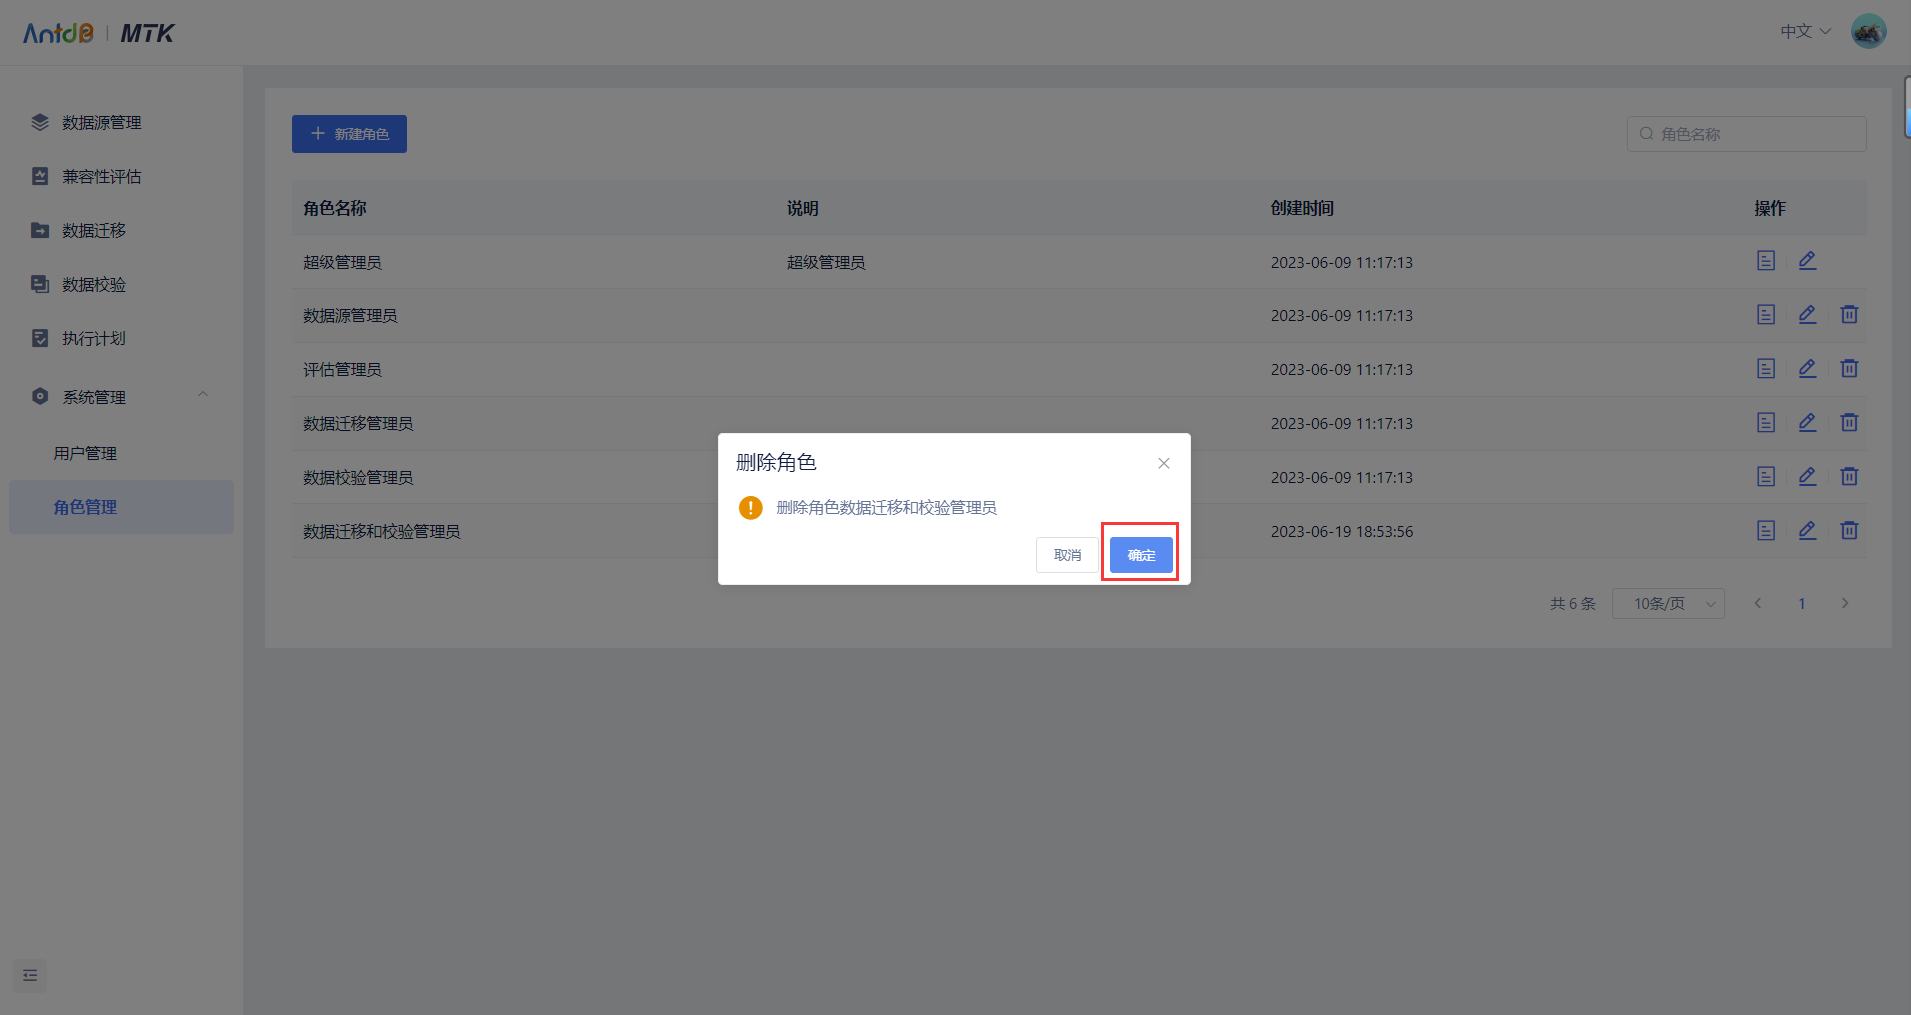 AntdB | MTK
中文
数据源管理
兼容性评估
数据迁移
数据校验
执行计划
系统管理
用户管理
角色管理
新建角色
角色名称
角色名称 说明 创建时间 操作
超级管理员 超级管理员 2023-06-09 11:17:13
数据源管理员 2023-06-09 11:17:13
评估管理员 2023-06-09 11:17:13
数据迁移管理员 2023-06-09 11:17:13
数据校验管理员 2023-06-09 11:17:13
数据迁移和校验管理员 2023-06-19 18:53:56
删除角色
删除角色数据迁移和校验管理员
取消 确定
共 6 条 10条/页 1